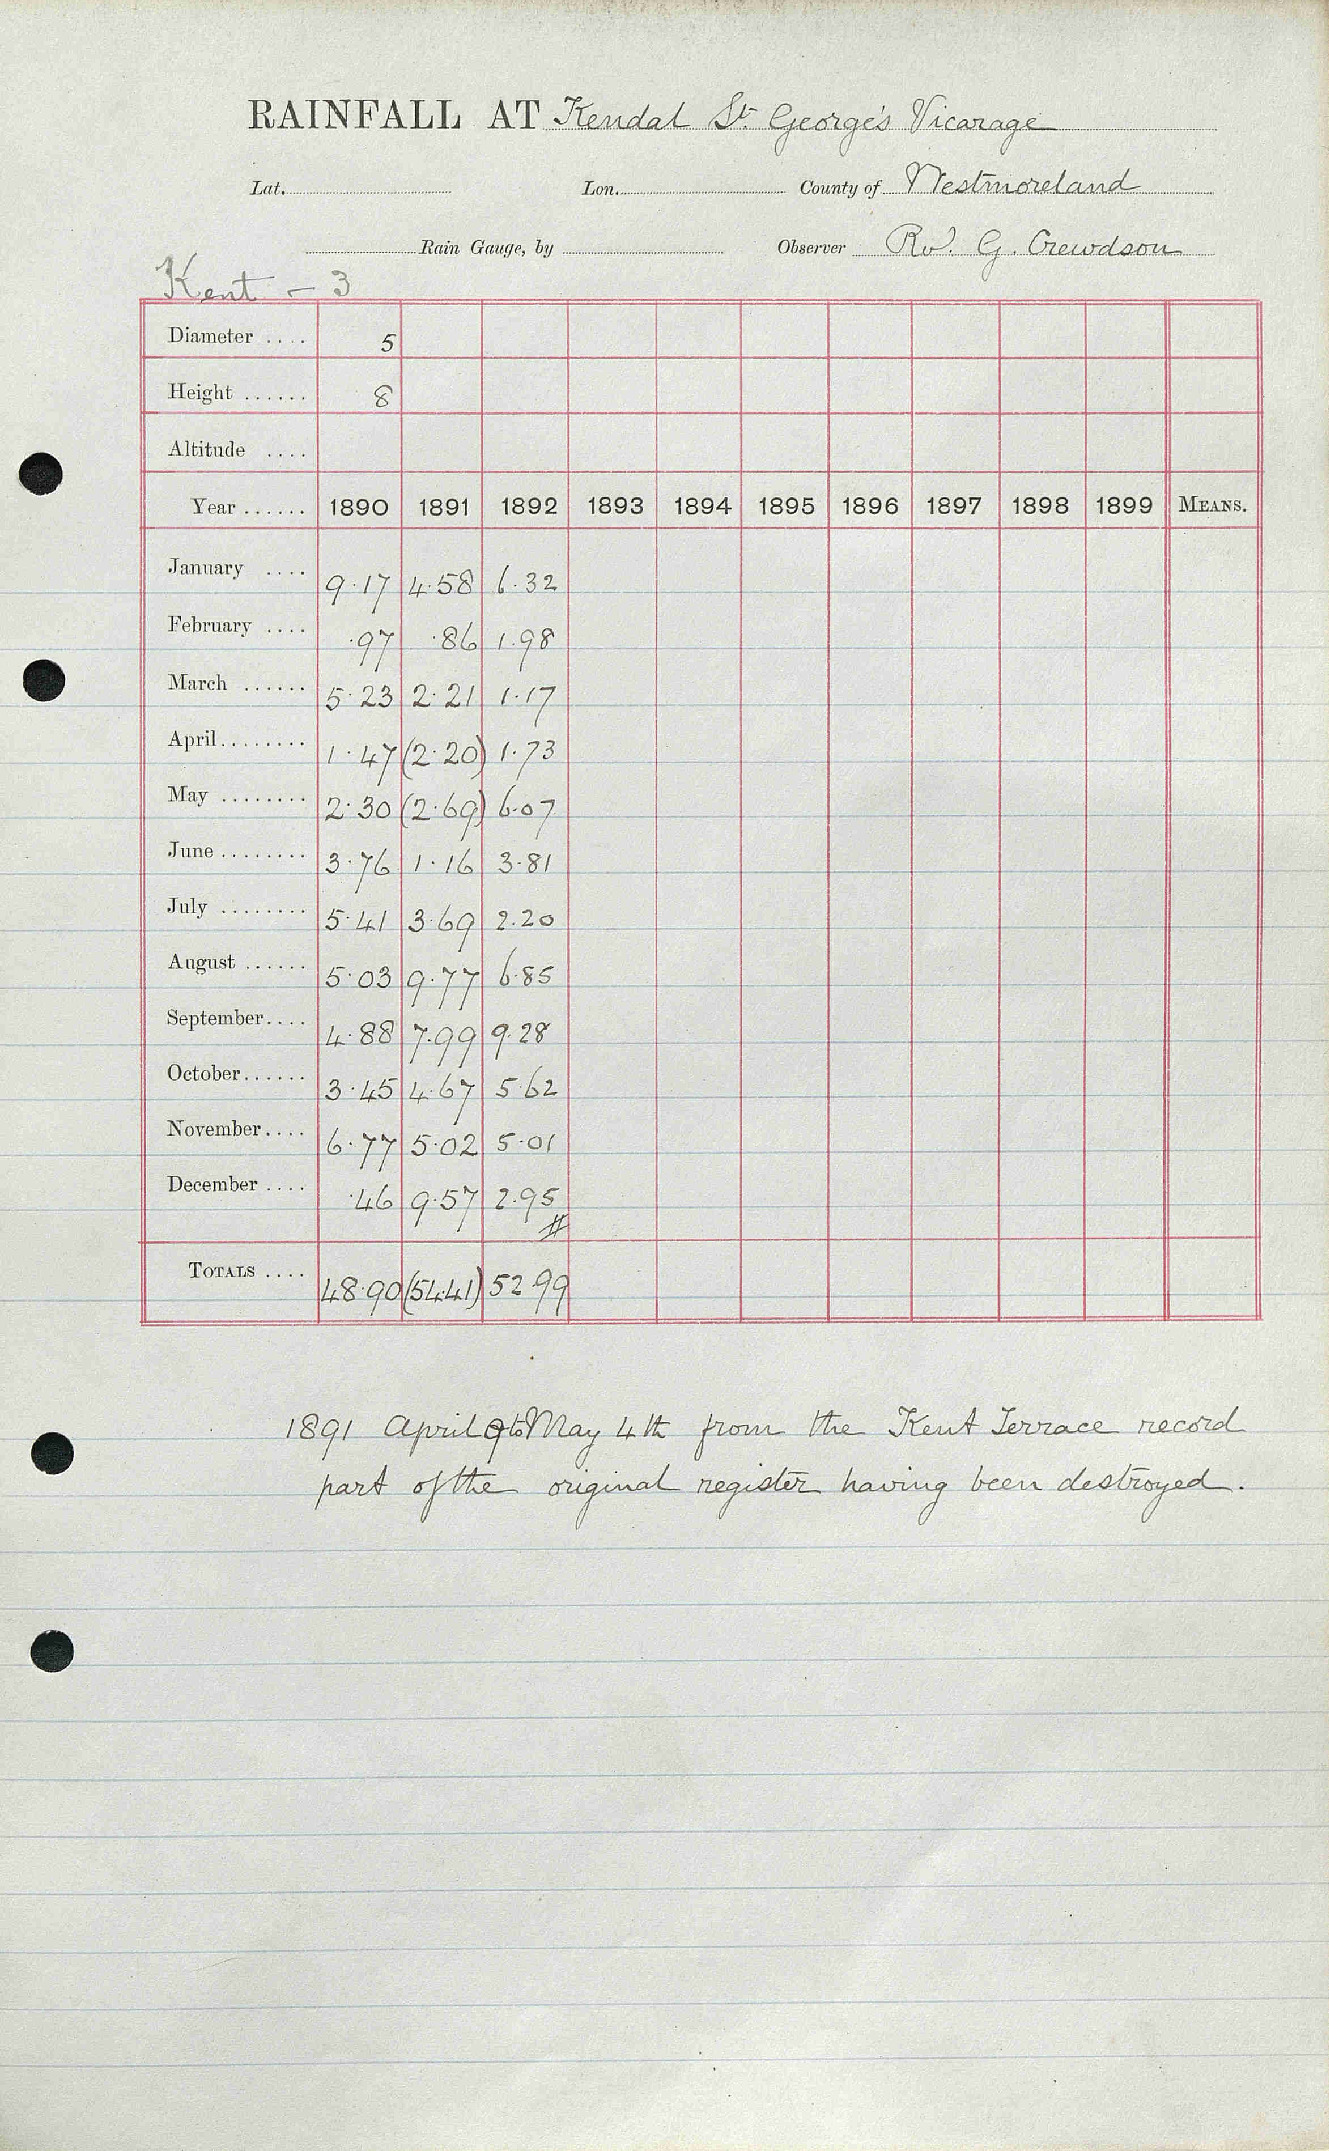 RAINFALL AT Kendal St. George's Vicarage
Lat. Lon. County of Westmoreland
Rain Gauge, by Observer Rev. G. Crewdson
Kent - 3
Diameter .... 5
Height ...... 8
Altitude ....
Year ...... 1890 1891 1892 1893 1894 1895 1896 1897 1898 1899 MEANS.
January .... 9.17 4.58 6.32
February .... .97 .86 1.98
March ...... 5.23 2.21 1.17
April........ 1.47 (2.20) 1.73
May ........ 2.30 (2.69) 6.07
June ........ 3.76 1.16 3.81
July ........ 5.41 3.69 2.20
August ...... 5.03 9.77 6.85
September.... 4.88 7.99 9.28
October...... 3.45 4.67 5.62
November.... 6.77 5.02 5.01
December .... .46 9.57 2.95
#
TOTALS .... 48.90 (54.41) 52.99
1891 April 9 to May 4th from the Kent Terrace record
part of the original register having been destroyed.